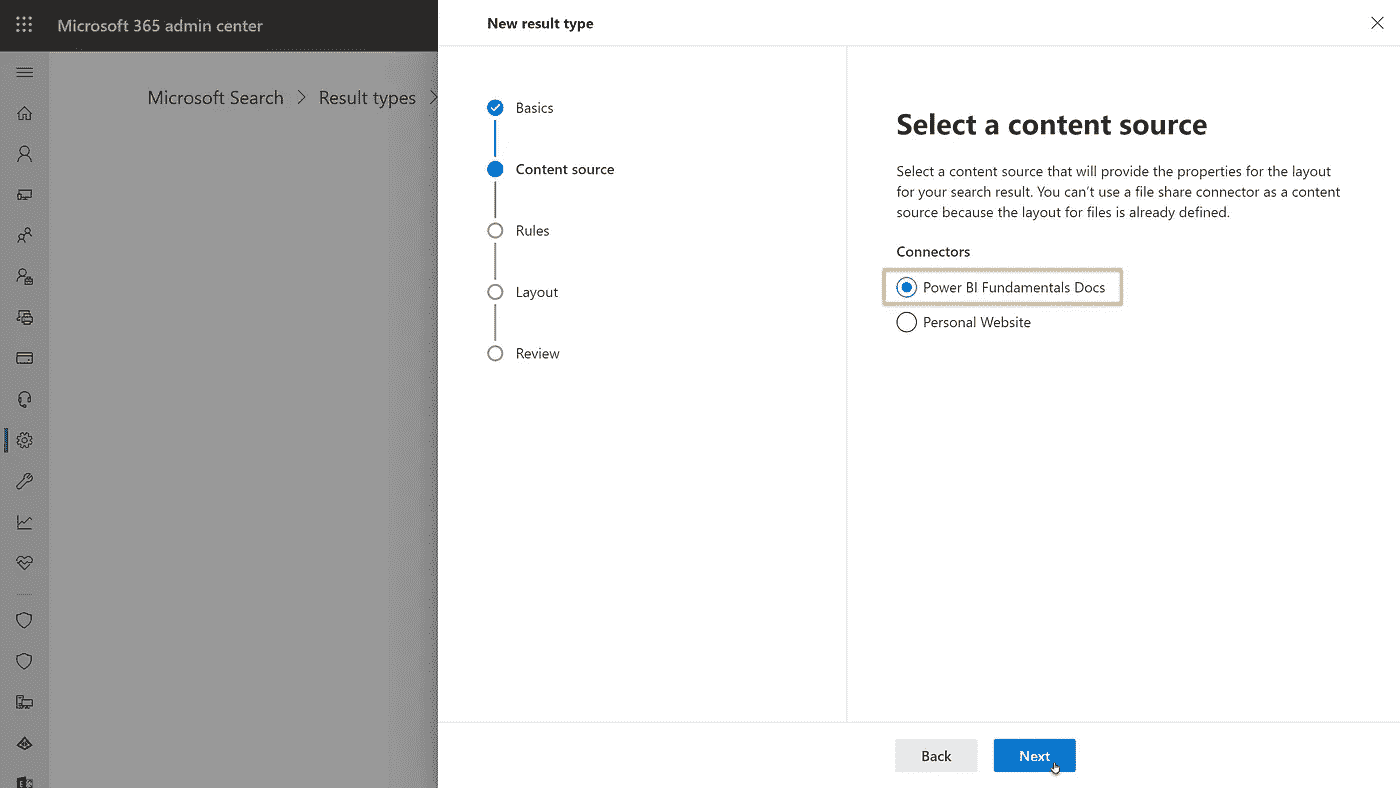 Microsoft 365 admin center
Microsoft Search > Result types >
New result type
Basics
Content source
Rules
Layout
Review
Select a content source
Select a content source that will provide the properties for the layout
for your search result. You can’t use a file share connector as a content
source because the layout for files is already defined.
Connectors
Power BI Fundamentals Docs
Personal Website
Back
Next